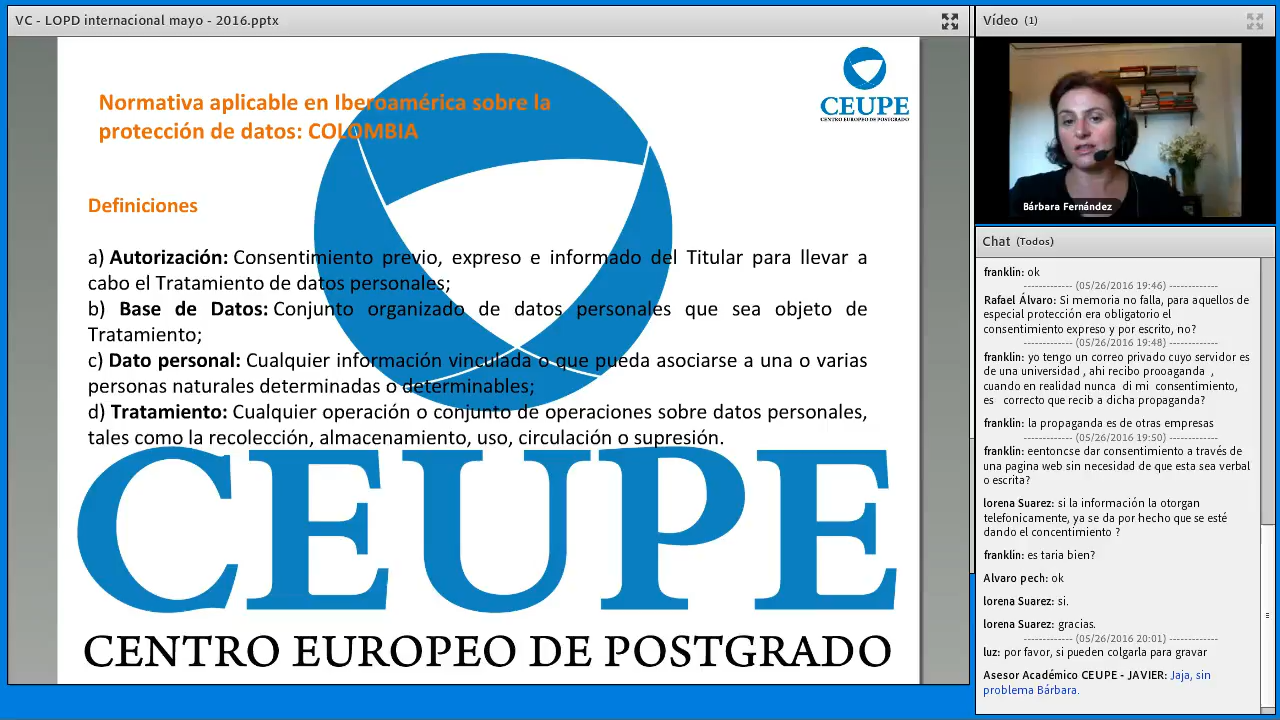 VC - LOPD internacional mayo - 2016.pptx
Normativa aplicable en Iberoamérica sobre la
protección de datos: COLOMBIA
CEUPE
CENTRO EUROPEO DE POSTGRADO
Definiciones
a) Autorización: Consentimiento previo, expreso e informado del Titular para llevar a
cabo el Tratamiento de datos personales;
b) Base de Datos: Conjunto organizado de datos personales que sea objeto de
Tratamiento;
c) Dato personal: Cualquier información vinculada o que pueda asociarse a una o varias
personas naturales determinadas o determinables;
d) Tratamiento: Cualquier operación o conjunto de operaciones sobre datos personales,
tales como la recolección, almacenamiento, uso, circulación o supresión.
CEUPE
CENTRO EUROPEO DE POSTGRADO
Vídeo (1)
Bárbara Fernández
Chat (Todos)
franklin: ok
------------ (05/26/2016 19:46) -------------
Rafael Álvaro: Si memoria no falla, para aquellos de
especial protección era obligatorio el
consentimiento expreso y por escrito, no?
------------ (05/26/2016 19:48) -------------
franklin: yo tengo un correo privado cuyo servidor es
de una universidad , ahi recibo prooaganda ,
cuando en realidad nunca di mi consentimiento,
es correcto que recib a dicha propaganda?
franklin: la propaganda es de otras empresas
------------ (05/26/2016 19:50) -------------
franklin: eentoncse dar consentimiento a través de
una pagina web sin necesidad de que esta sea verbal
o escrita?
lorena Suarez: si la información la otorgan
telefonicamente, ya se da por hecho que se esté
dando el concentimiento ?
franklin: es taria bien?
Alvaro pech: ok
lorena Suarez: si.
lorena Suarez: gracias.
------------ (05/26/2016 20:01) -------------
luz: por favor, si pueden colgarla para gravar
Asesor Académico CEUPE - JAVIER: Jaja, sin
problema Bárbara.